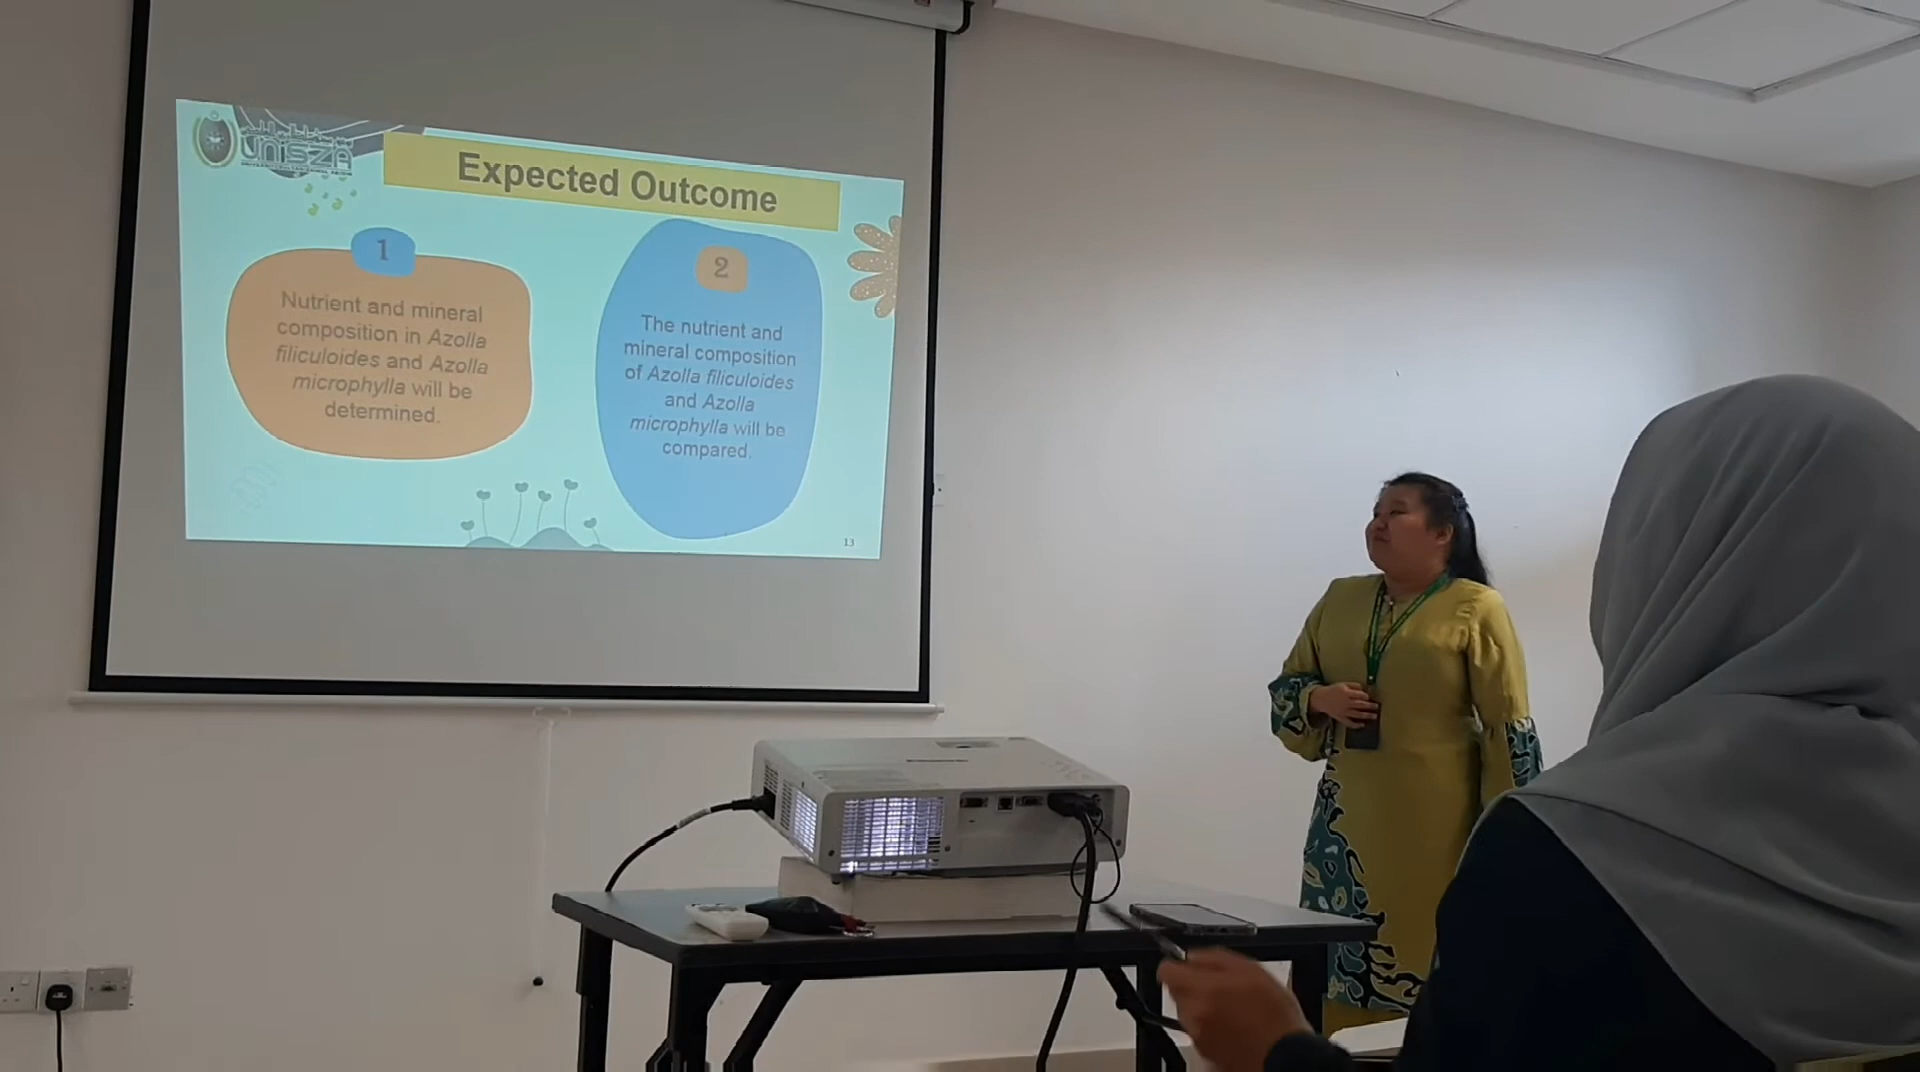 UNISZA
Expected Outcome
1
Nutrient and mineral
composition in Azolla
filiculoides and Azolla
microphylla will be
determined.
2
The nutrient and
mineral composition
of Azolla filiculoides
and Azolla
microphylla will be
compared.
13